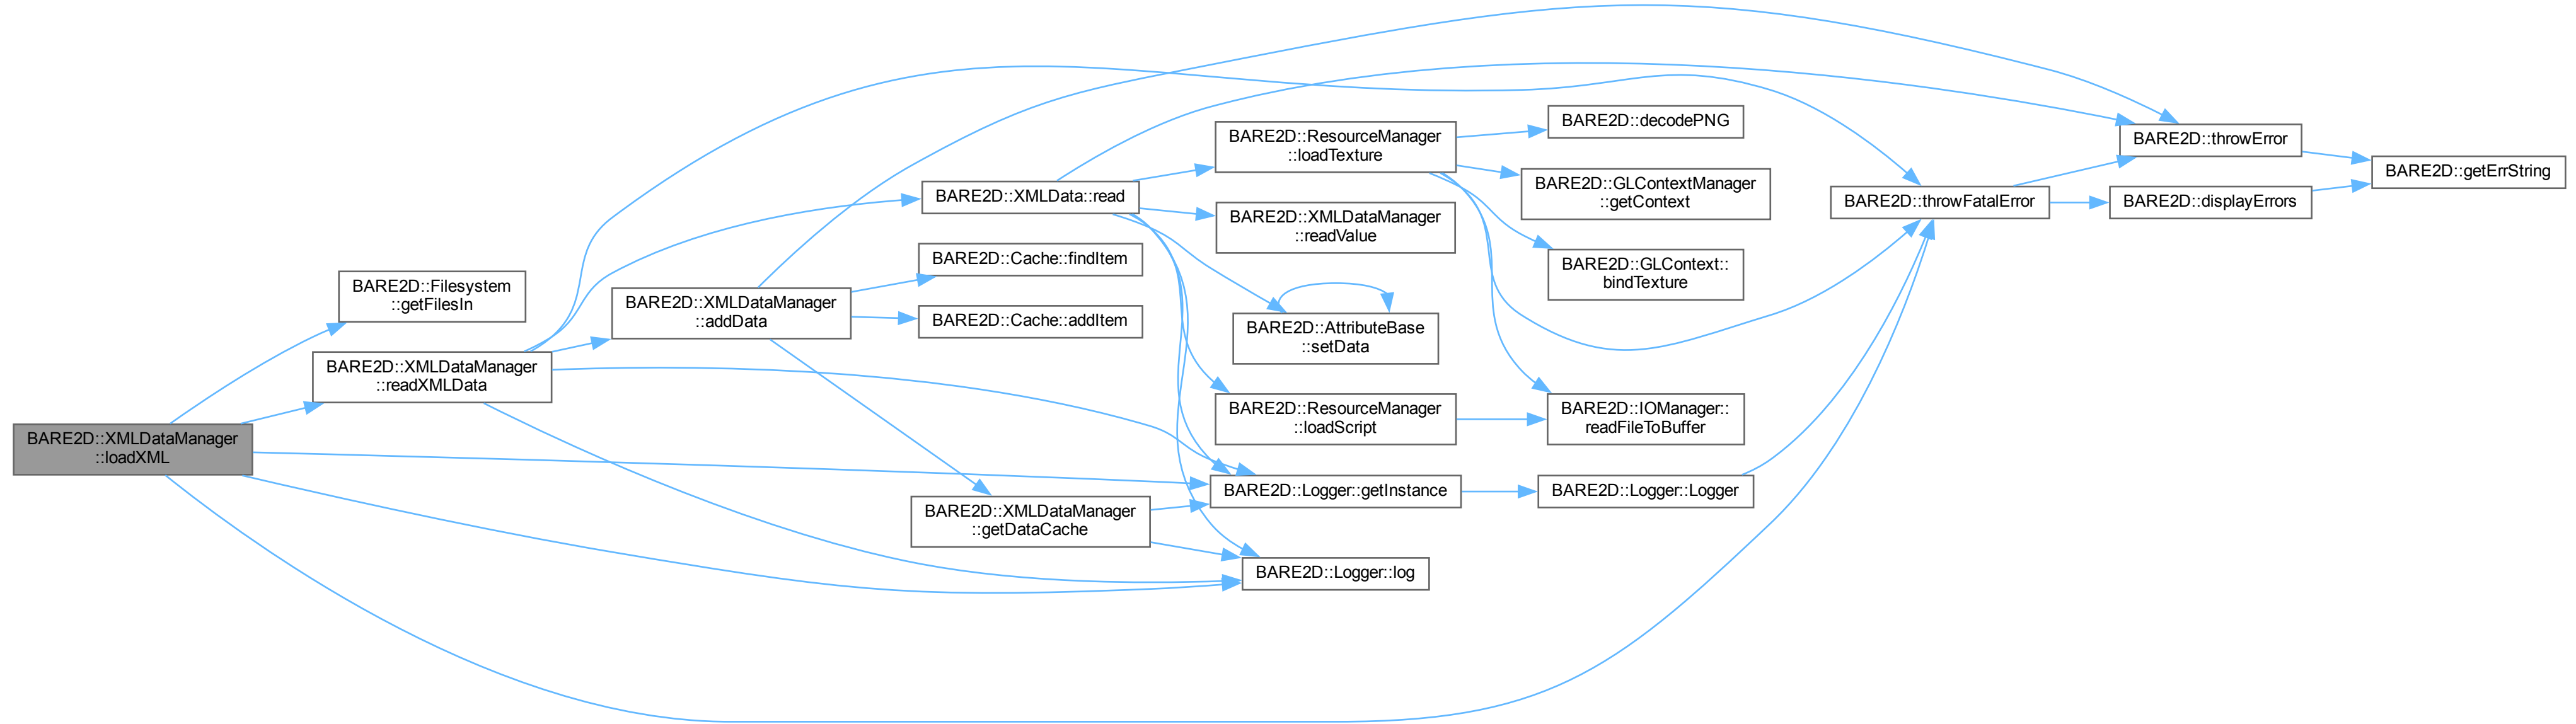 BARE2D::XMLDataManager
::loadXML
BARE2D::Filesystem
::getFilesIn
BARE2D::XMLDataManager
::readXMLData
BARE2D::XMLDataManager
::addData
BARE2D::XMLData::read
BARE2D::Cache::findItem
BARE2D::Cache::addItem
BARE2D::XMLDataManager
::getDataCache
BARE2D::ResourceManager
::loadTexture
BARE2D::XMLDataManager
::readValue
BARE2D::AttributeBase
::setData
BARE2D::ResourceManager
::loadScript
BARE2D::Logger::getInstance
BARE2D::Logger::log
BARE2D::decodePNG
BARE2D::GLContextManager
::getContext
BARE2D::GLContext::
bindTexture
BARE2D::IOManager::
readFileToBuffer
BARE2D::Logger::Logger
BARE2D::throwFatalError
BARE2D::throwError
BARE2D::displayErrors
BARE2D::getErrString